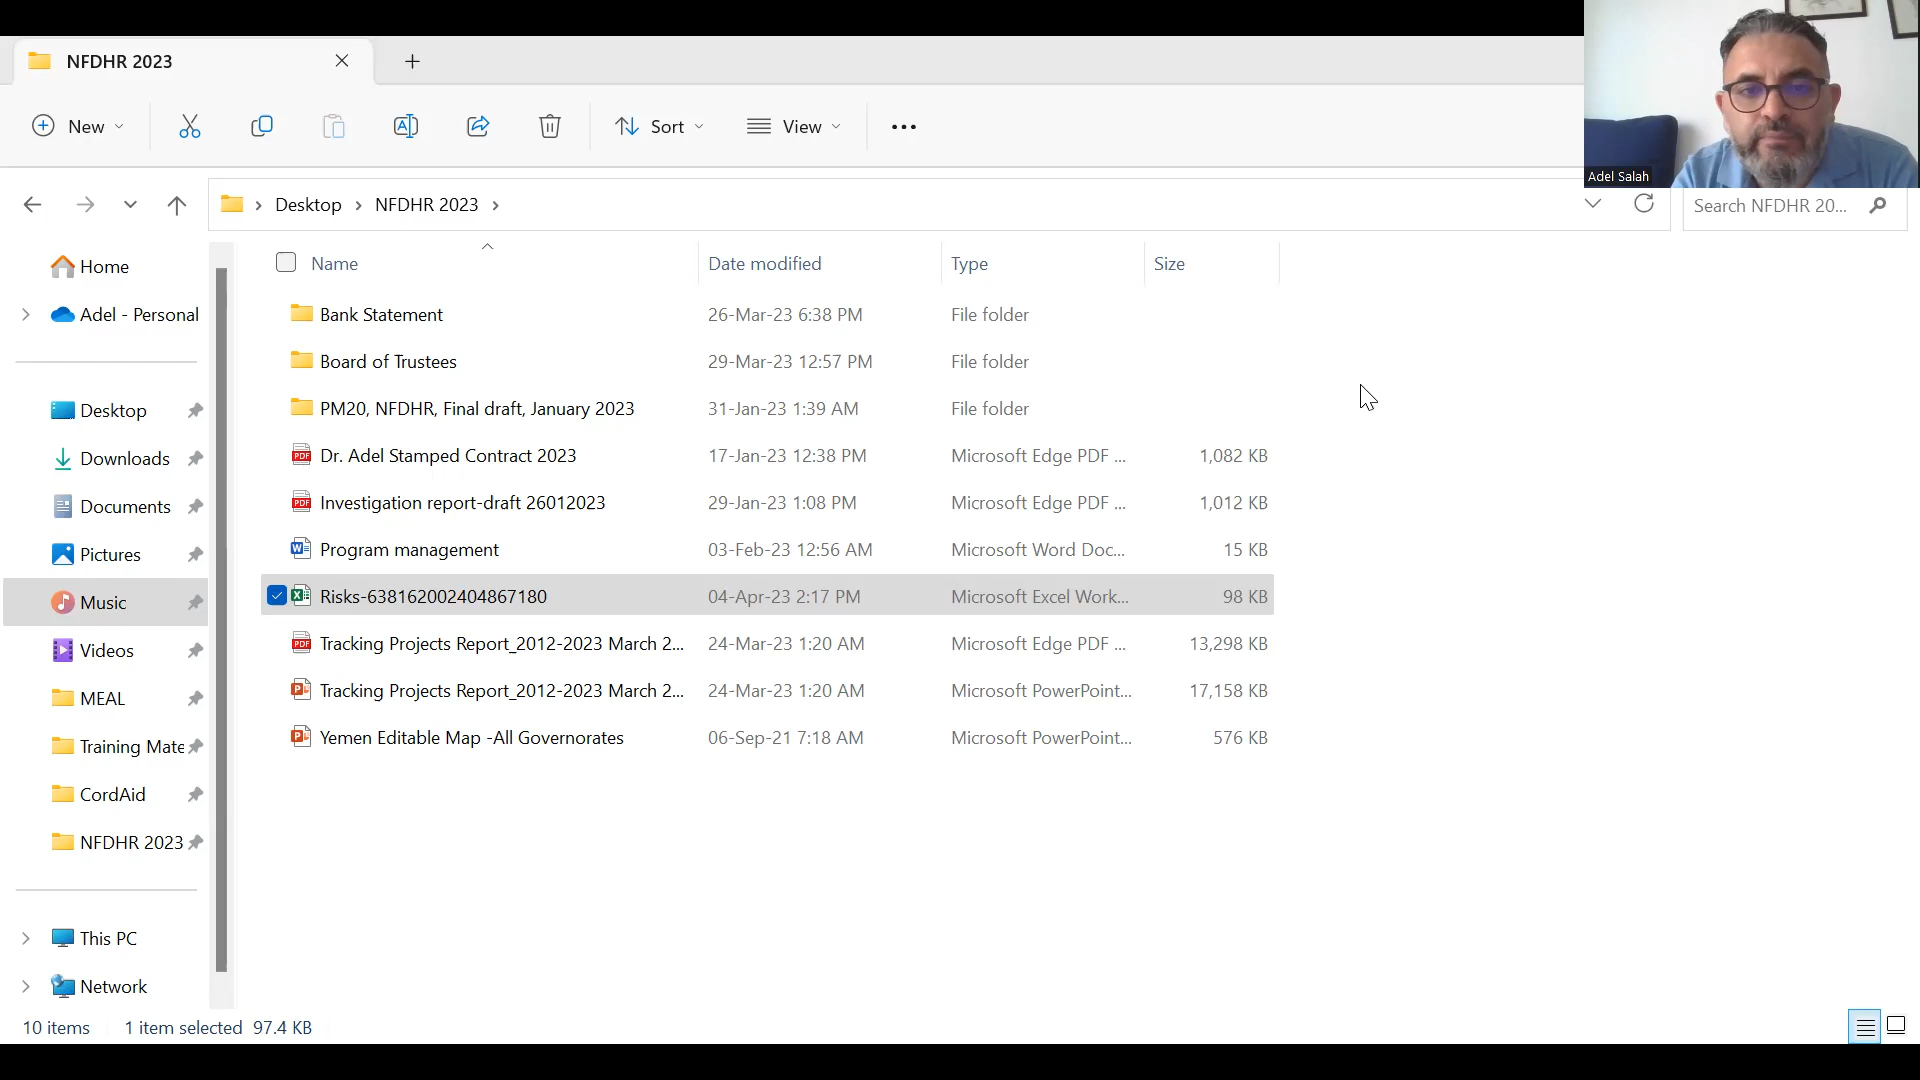 NFDHR 2023
New
Sort
View
Adel Salah
Desktop
NFDHR 2023
Search NFDHR 20...
Name
Date modified
Type
Size
Home
Adel - Personal
Desktop
Downloads
Documents
Pictures
Music
Videos
MEAL
Training Mate
CordAid
NFDHR 2023
This PC
Network
Bank Statement 26-Mar-23 6:38 PM File folder
Board of Trustees 29-Mar-23 12:57 PM File folder
PM20, NFDHR, Final draft, January 2023 31-Jan-23 1:39 AM File folder
Dr. Adel Stamped Contract 2023 17-Jan-23 12:38 PM Microsoft Edge PDF ... 1,082 KB
Investigation report-draft 26012023 29-Jan-23 1:08 PM Microsoft Edge PDF ... 1,012 KB
Program management 03-Feb-23 12:56 AM Microsoft Word Doc... 15 KB
Risks-638162002404867180 04-Apr-23 2:17 PM Microsoft Excel Work... 98 KB
Tracking Projects Report_2012-2023 March 2... 24-Mar-23 1:20 AM Microsoft Edge PDF ... 13,298 KB
Tracking Projects Report_2012-2023 March 2... 24-Mar-23 1:20 AM Microsoft PowerPoint... 17,158 KB
Yemen Editable Map -All Governorates 06-Sep-21 7:18 AM Microsoft PowerPoint... 576 KB
10 items 1 item selected 97.4 KB